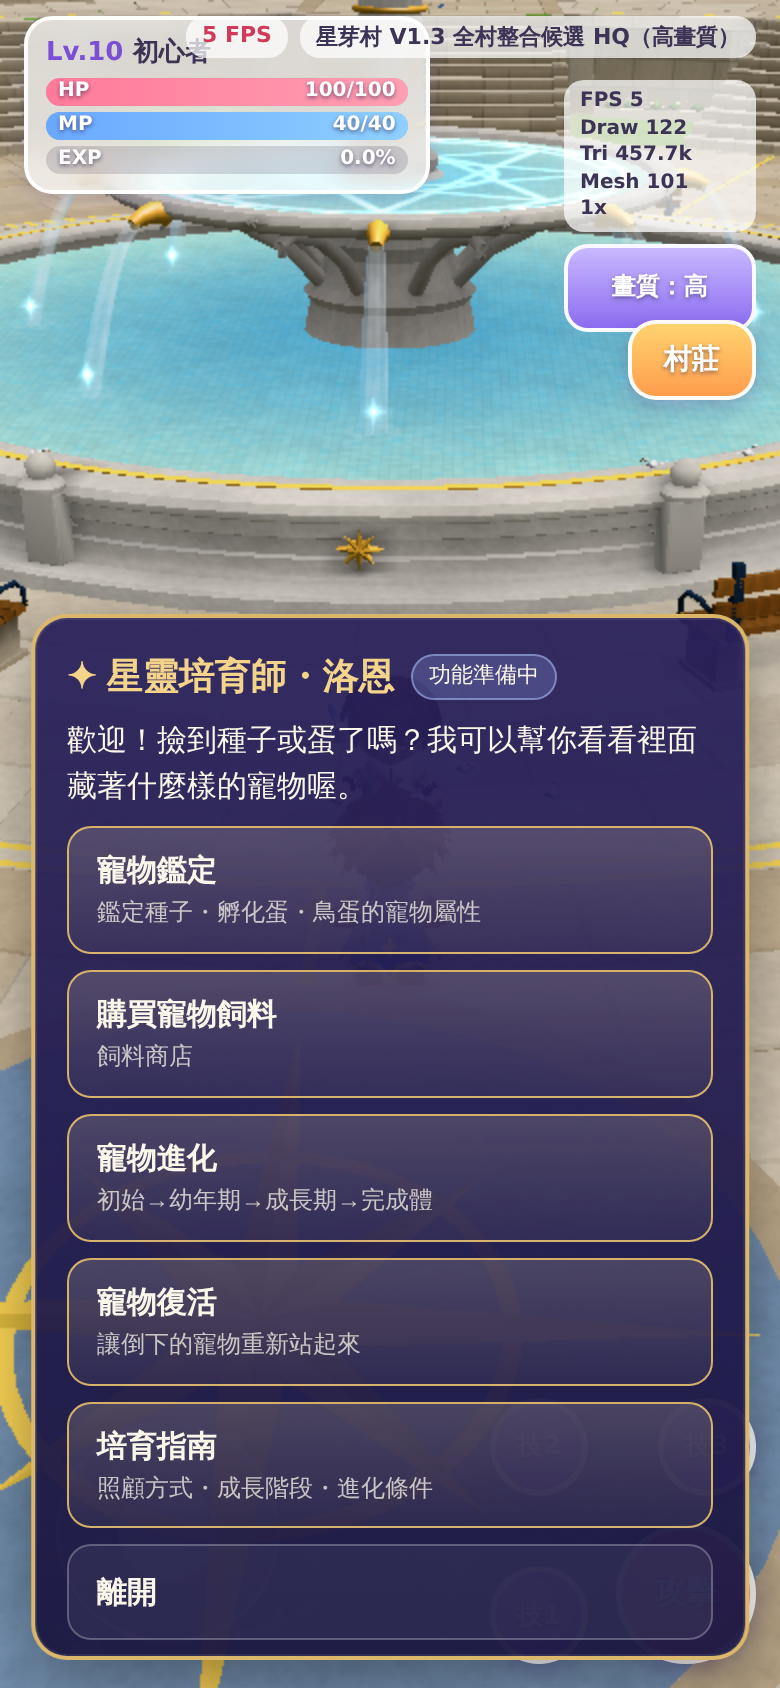 Lv.10 初心者
5 FPS
星芽村 V1.3 全村整合候選 HQ（高畫質）
HP 100/100
MP 40/40
EXP 0.0%
FPS 5
Draw 122
Tri 457.7k
Mesh 101
1x
畫質：高
村莊
✦ 星靈培育師・洛恩 功能準備中
歡迎！撿到種子或蛋了嗎？我可以幫你看看裡面
藏著什麼樣的寵物喔。
寵物鑑定
鑑定種子・孵化蛋・鳥蛋的寵物屬性
購買寵物飼料
飼料商店
寵物進化
初始→幼年期→成長期→完成體
寵物復活
讓倒下的寵物重新站起來
培育指南
照顧方式・成長階段・進化條件
離開